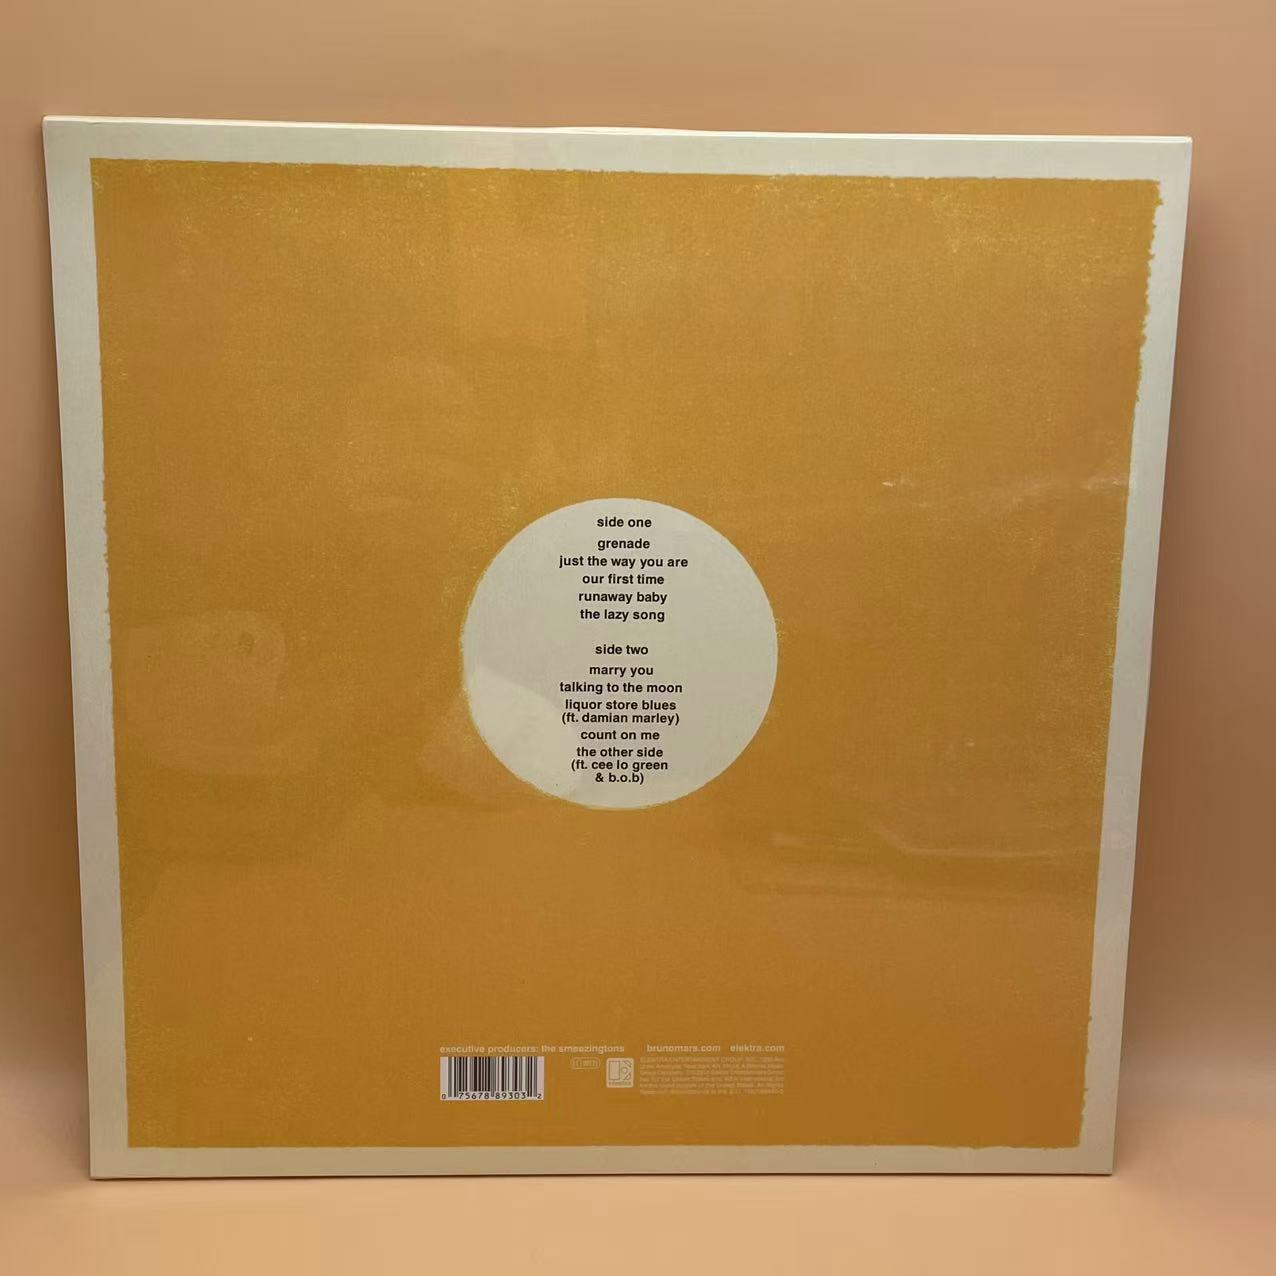 side one
grenade
just the way you are
our first time
runaway baby
the lazy song
side two
marry you
talking to the moon
liquor store blues
(ft. damian marley)
count on me
the other side
(ft. cee lo green
& b.o.b)
executive producers: the smeezingtons brunomars.com elektra.com
0 75678 89303 2
elektra